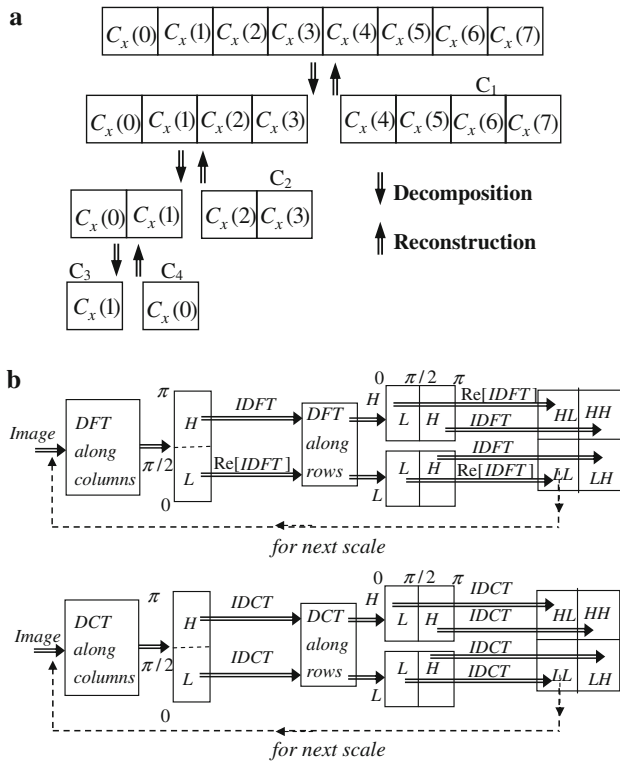 a
C_x(0) C_x(1) C_x(2) C_x(3) C_x(4) C_x(5) C_x(6) C_x(7)
C_1
C_x(0) C_x(1) C_x(2) C_x(3) C_x(4) C_x(5) C_x(6) C_x(7)
Decomposition
C_2
C_x(0) C_x(1) C_x(2) C_x(3)
Reconstruction
C_3 C_4
C_x(1) C_x(0)
b
π 0 π/2 π
H Re[IDFT]
Image DFT along columns π/2 H IDFT DFT along rows L H IDFT HL HH
L Re[IDFT] L H IDFT Re[IDFT] LL LH
0 L
for next scale
π 0 π/2 π
H IDCT
Image DCT along columns π/2 H IDCT DCT along rows L H IDCT HL HH
L IDCT L H IDCT IDCT LL LH
0 L
for next scale